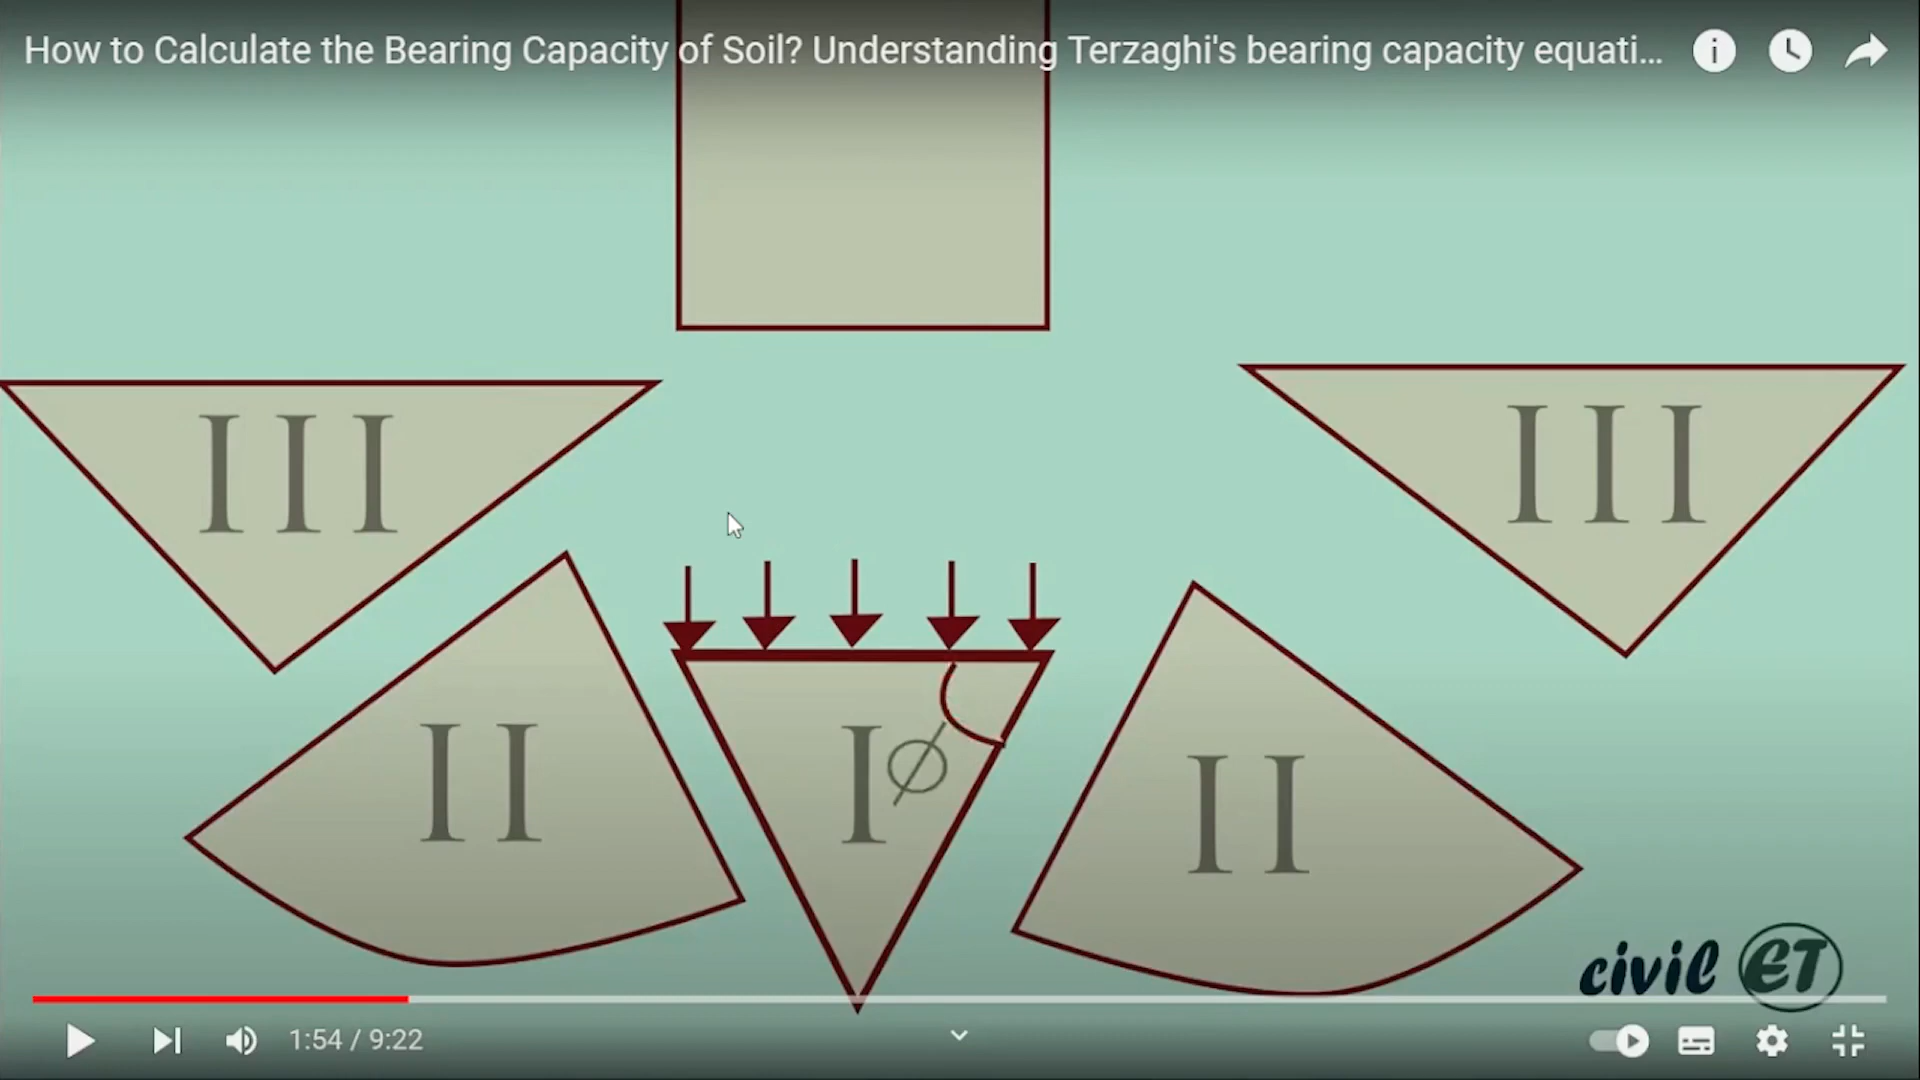 How to Calculate the Bearing Capacity of Soil? Understanding Terzaghi's bearing capacity equati...
III
III
II
I∅
II
civil ET
1:54 / 9:22